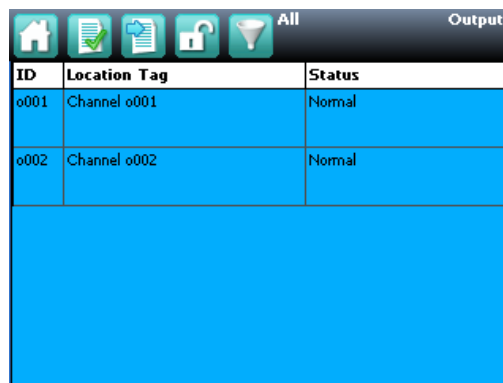 All Output
ID Location Tag Status
o001 Channel o001 Normal
o002 Channel o002 Normal